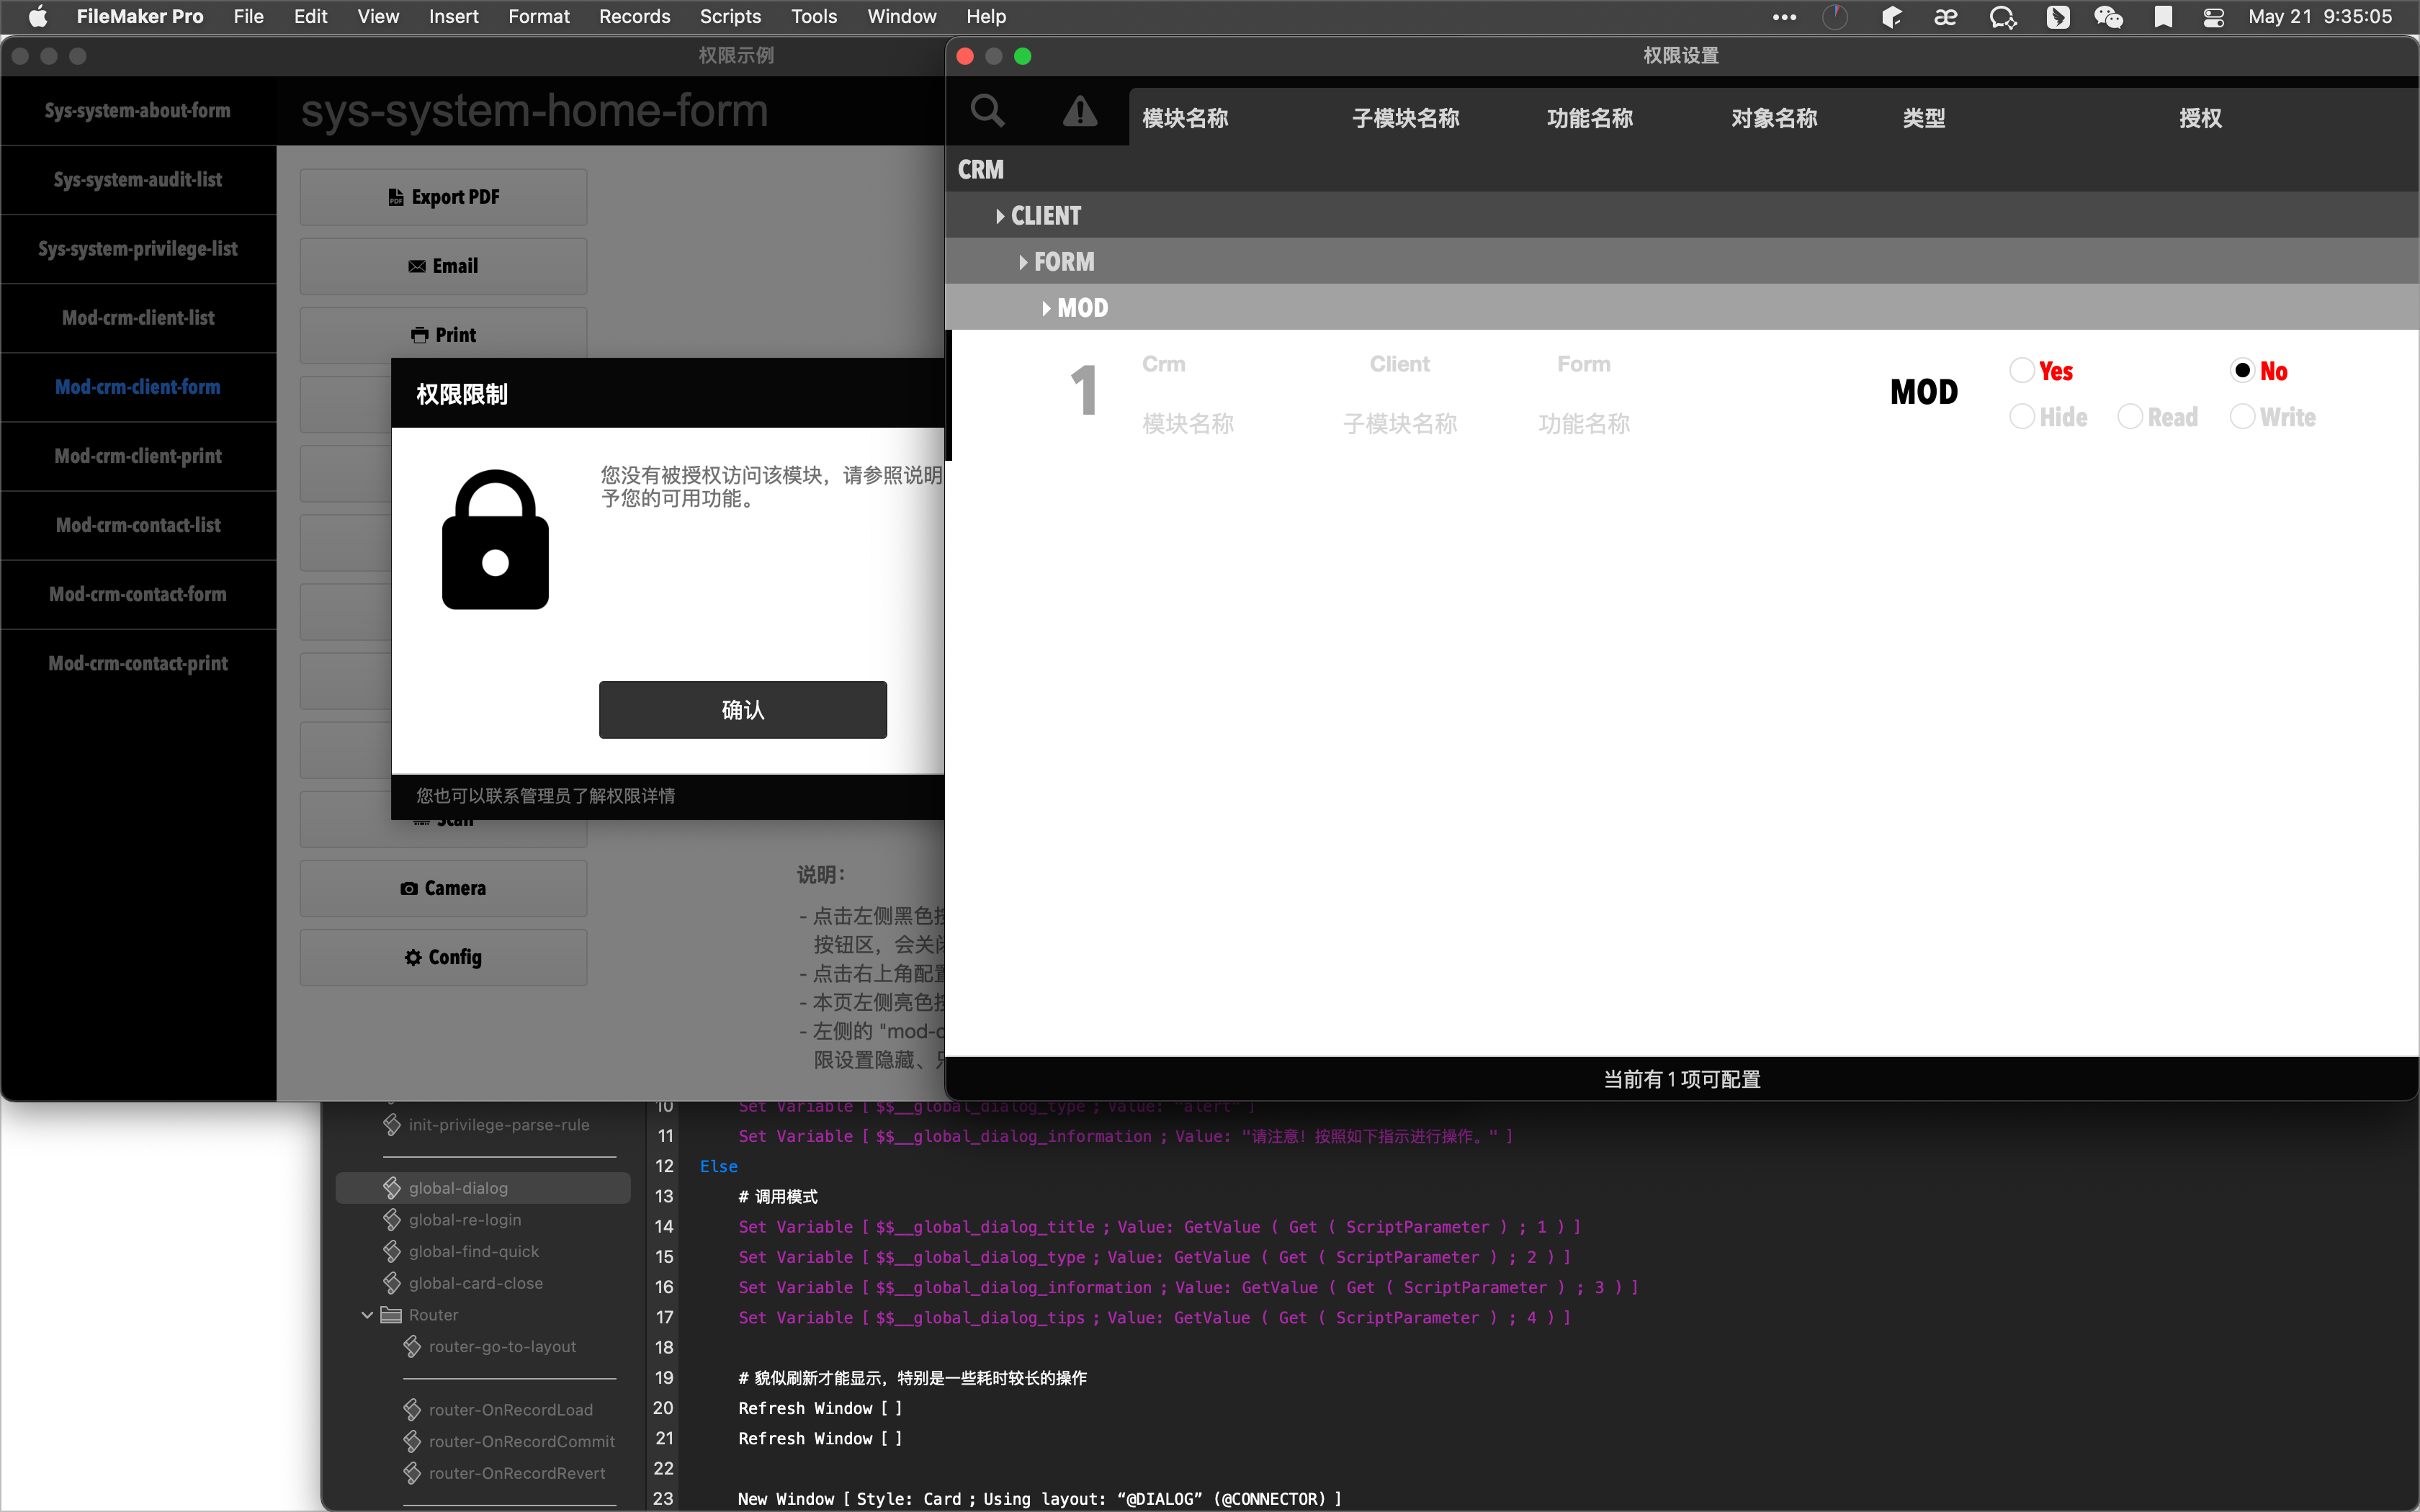 FileMaker Pro File Edit View Insert Format Records Scripts Tools Window Help May 21 9:35:05
权限示例
Sys-system-about-form
Sys-system-audit-list
Sys-system-privilege-list
Mod-crm-client-list
Mod-crm-client-form
Mod-crm-client-print
Mod-crm-contact-list
Mod-crm-contact-form
Mod-crm-contact-print
sys-system-home-form
Export PDF
Email
Print
Scan
Camera
Config
权限限制
您没有被授权访问该模块，请参照说明
予您的可用功能。
确认
您也可以联系管理员了解权限详情
说明：
- 点击左侧黑色按
按钮区，会关闭
- 点击右上角配置
- 本页左侧亮色按
- 左侧的 "mod-c
限设置隐藏、只
权限设置
模块名称 子模块名称 功能名称 对象名称 类型 授权
CRM
CLIENT
FORM
MOD
1 Crm Client Form MOD Yes No
模块名称 子模块名称 功能名称 Hide Read Write
当前有 1 项可配置
init-privilege-parse-rule
global-dialog
global-re-login
global-find-quick
global-card-close
Router
router-go-to-layout
router-OnRecordLoad
router-OnRecordCommit
router-OnRecordRevert
10 Set Variable [ $$__global_dialog_type ; Value: "alert" ]
11 Set Variable [ $$__global_dialog_information ; Value: "请注意！按照如下指示进行操作。" ]
12 Else
13 # 调用模式
14 Set Variable [ $$__global_dialog_title ; Value: GetValue ( Get ( ScriptParameter ) ; 1 ) ]
15 Set Variable [ $$__global_dialog_type ; Value: GetValue ( Get ( ScriptParameter ) ; 2 ) ]
16 Set Variable [ $$__global_dialog_information ; Value: GetValue ( Get ( ScriptParameter ) ; 3 ) ]
17 Set Variable [ $$__global_dialog_tips ; Value: GetValue ( Get ( ScriptParameter ) ; 4 ) ]
18
19 # 貌似刷新才能显示，特别是一些耗时较长的操作
20 Refresh Window [ ]
21 Refresh Window [ ]
22
23 New Window [ Style: Card ; Using layout: “@DIALOG” (@CONNECTOR) ]